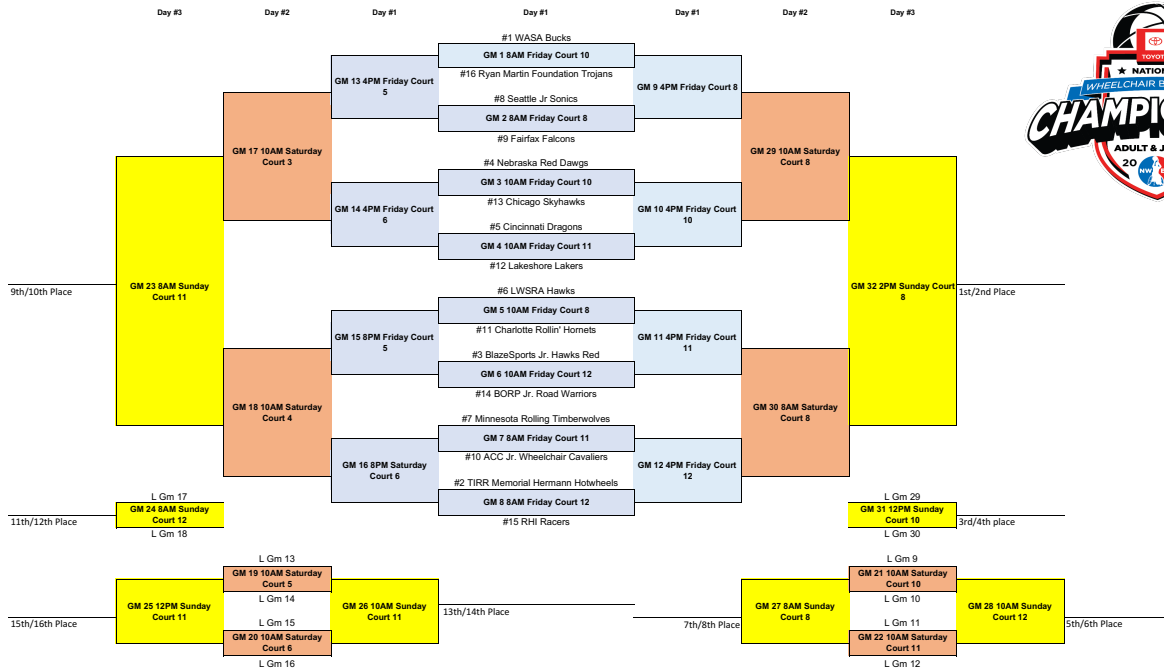 Day #3
Day #2
Day #1
Day #1
Day #1
Day #2
Day #3
#1 WASA Bucks
GM 1 8AM Friday Court 10
#16 Ryan Martin Foundation Trojans
GM 13 4PM Friday Court
5
GM 9 4PM Friday Court 8
#8 Seattle Jr Sonics
GM 2 8AM Friday Court 8
#9 Fairfax Falcons
GM 17 10AM Saturday
Court 3
GM 29 10AM Saturday
Court 8
#4 Nebraska Red Dawgs
GM 3 10AM Friday Court 10
#13 Chicago Skyhawks
GM 14 4PM Friday Court
6
GM 10 4PM Friday Court
10
#5 Cincinnati Dragons
GM 4 10AM Friday Court 11
#12 Lakeshore Lakers
GM 23 8AM Sunday
Court 11
9th/10th Place
GM 32 2PM Sunday Court
8
1st/2nd Place
#6 LWSRA Hawks
GM 5 10AM Friday Court 8
#11 Charlotte Rollin' Hornets
GM 15 8PM Friday Court
5
GM 11 4PM Friday Court
11
#3 BlazeSports Jr. Hawks Red
GM 6 10AM Friday Court 12
#14 BORP Jr. Road Warriors
GM 18 10AM Saturday
Court 4
GM 30 8AM Saturday
Court 8
#7 Minnesota Rolling Timberwolves
GM 7 8AM Friday Court 11
#10 ACC Jr. Wheelchair Cavaliers
GM 16 8PM Saturday
Court 6
GM 12 4PM Friday Court
12
#2 TIRR Memorial Hermann Hotwheels
GM 8 8AM Friday Court 12
#15 RHI Racers
L Gm 17
GM 24 8AM Sunday
Court 12
L Gm 18
11th/12th Place
L Gm 29
GM 31 12PM Sunday
Court 10
L Gm 30
3rd/4th place
L Gm 13
GM 19 10AM Saturday
Court 5
L Gm 14
GM 25 12PM Sunday
Court 11
15th/16th Place
GM 26 10AM Sunday
Court 11
13th/14th Place
L Gm 15
GM 20 10AM Saturday
Court 6
L Gm 16
L Gm 9
GM 21 10AM Saturday
Court 10
L Gm 10
7th/8th Place
GM 27 8AM Sunday
Court 8
GM 28 10AM Sunday
Court 12
5th/6th Place
L Gm 11
GM 22 10AM Saturday
Court 11
L Gm 12
TOYOT
NATION
WHEELCHAIR B
CHAMPI
ADULT & J
20
NW